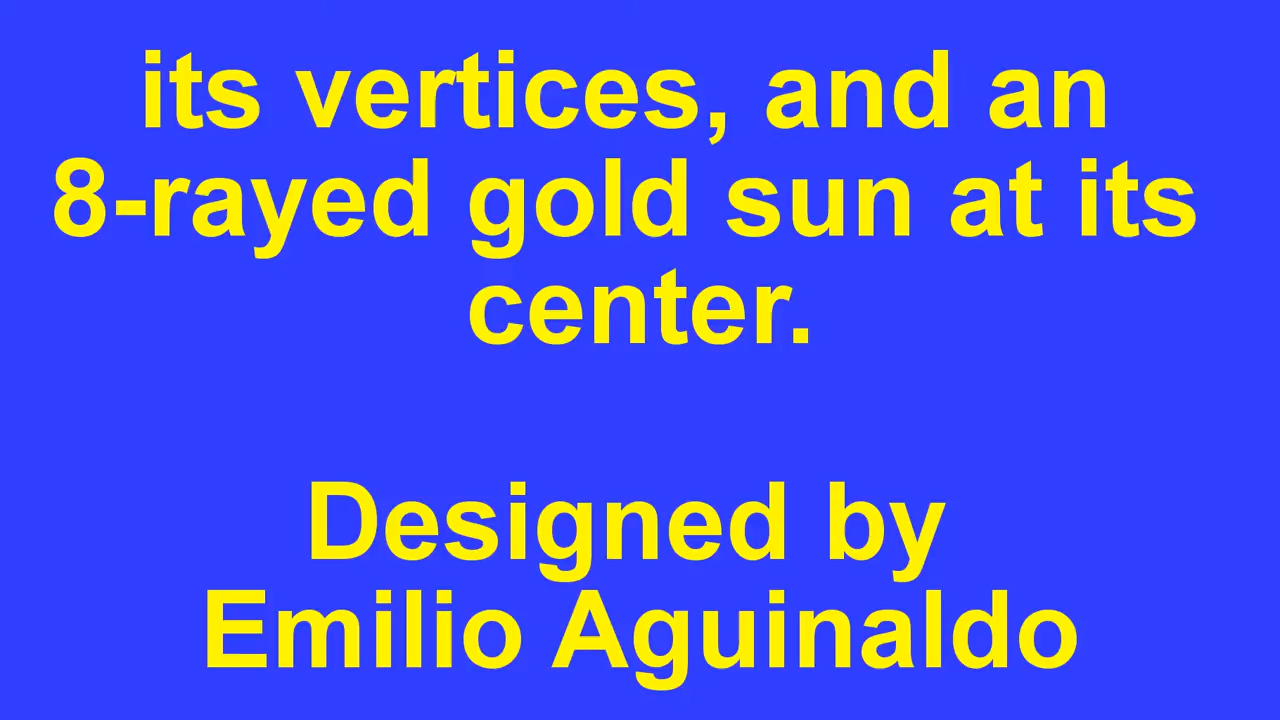 its vertices, and an
8-rayed gold sun at its
center.
Designed by
Emilio Aguinaldo